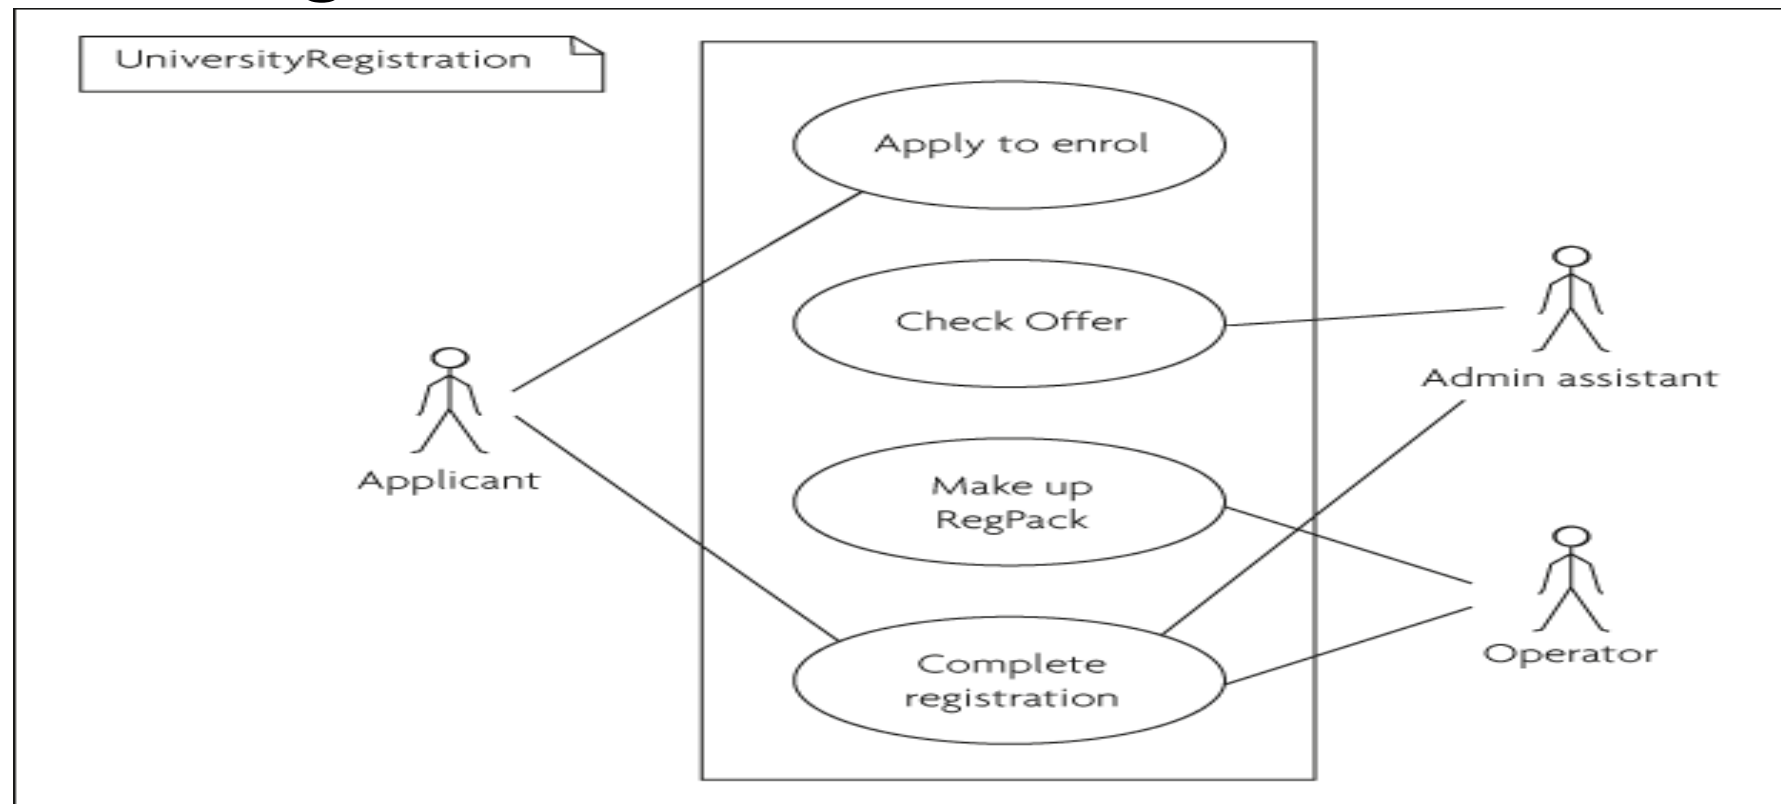 UniversityRegistration
Apply to enrol
Check Offer
Admin assistant
Applicant
Make up
RegPack
Operator
Complete
registration